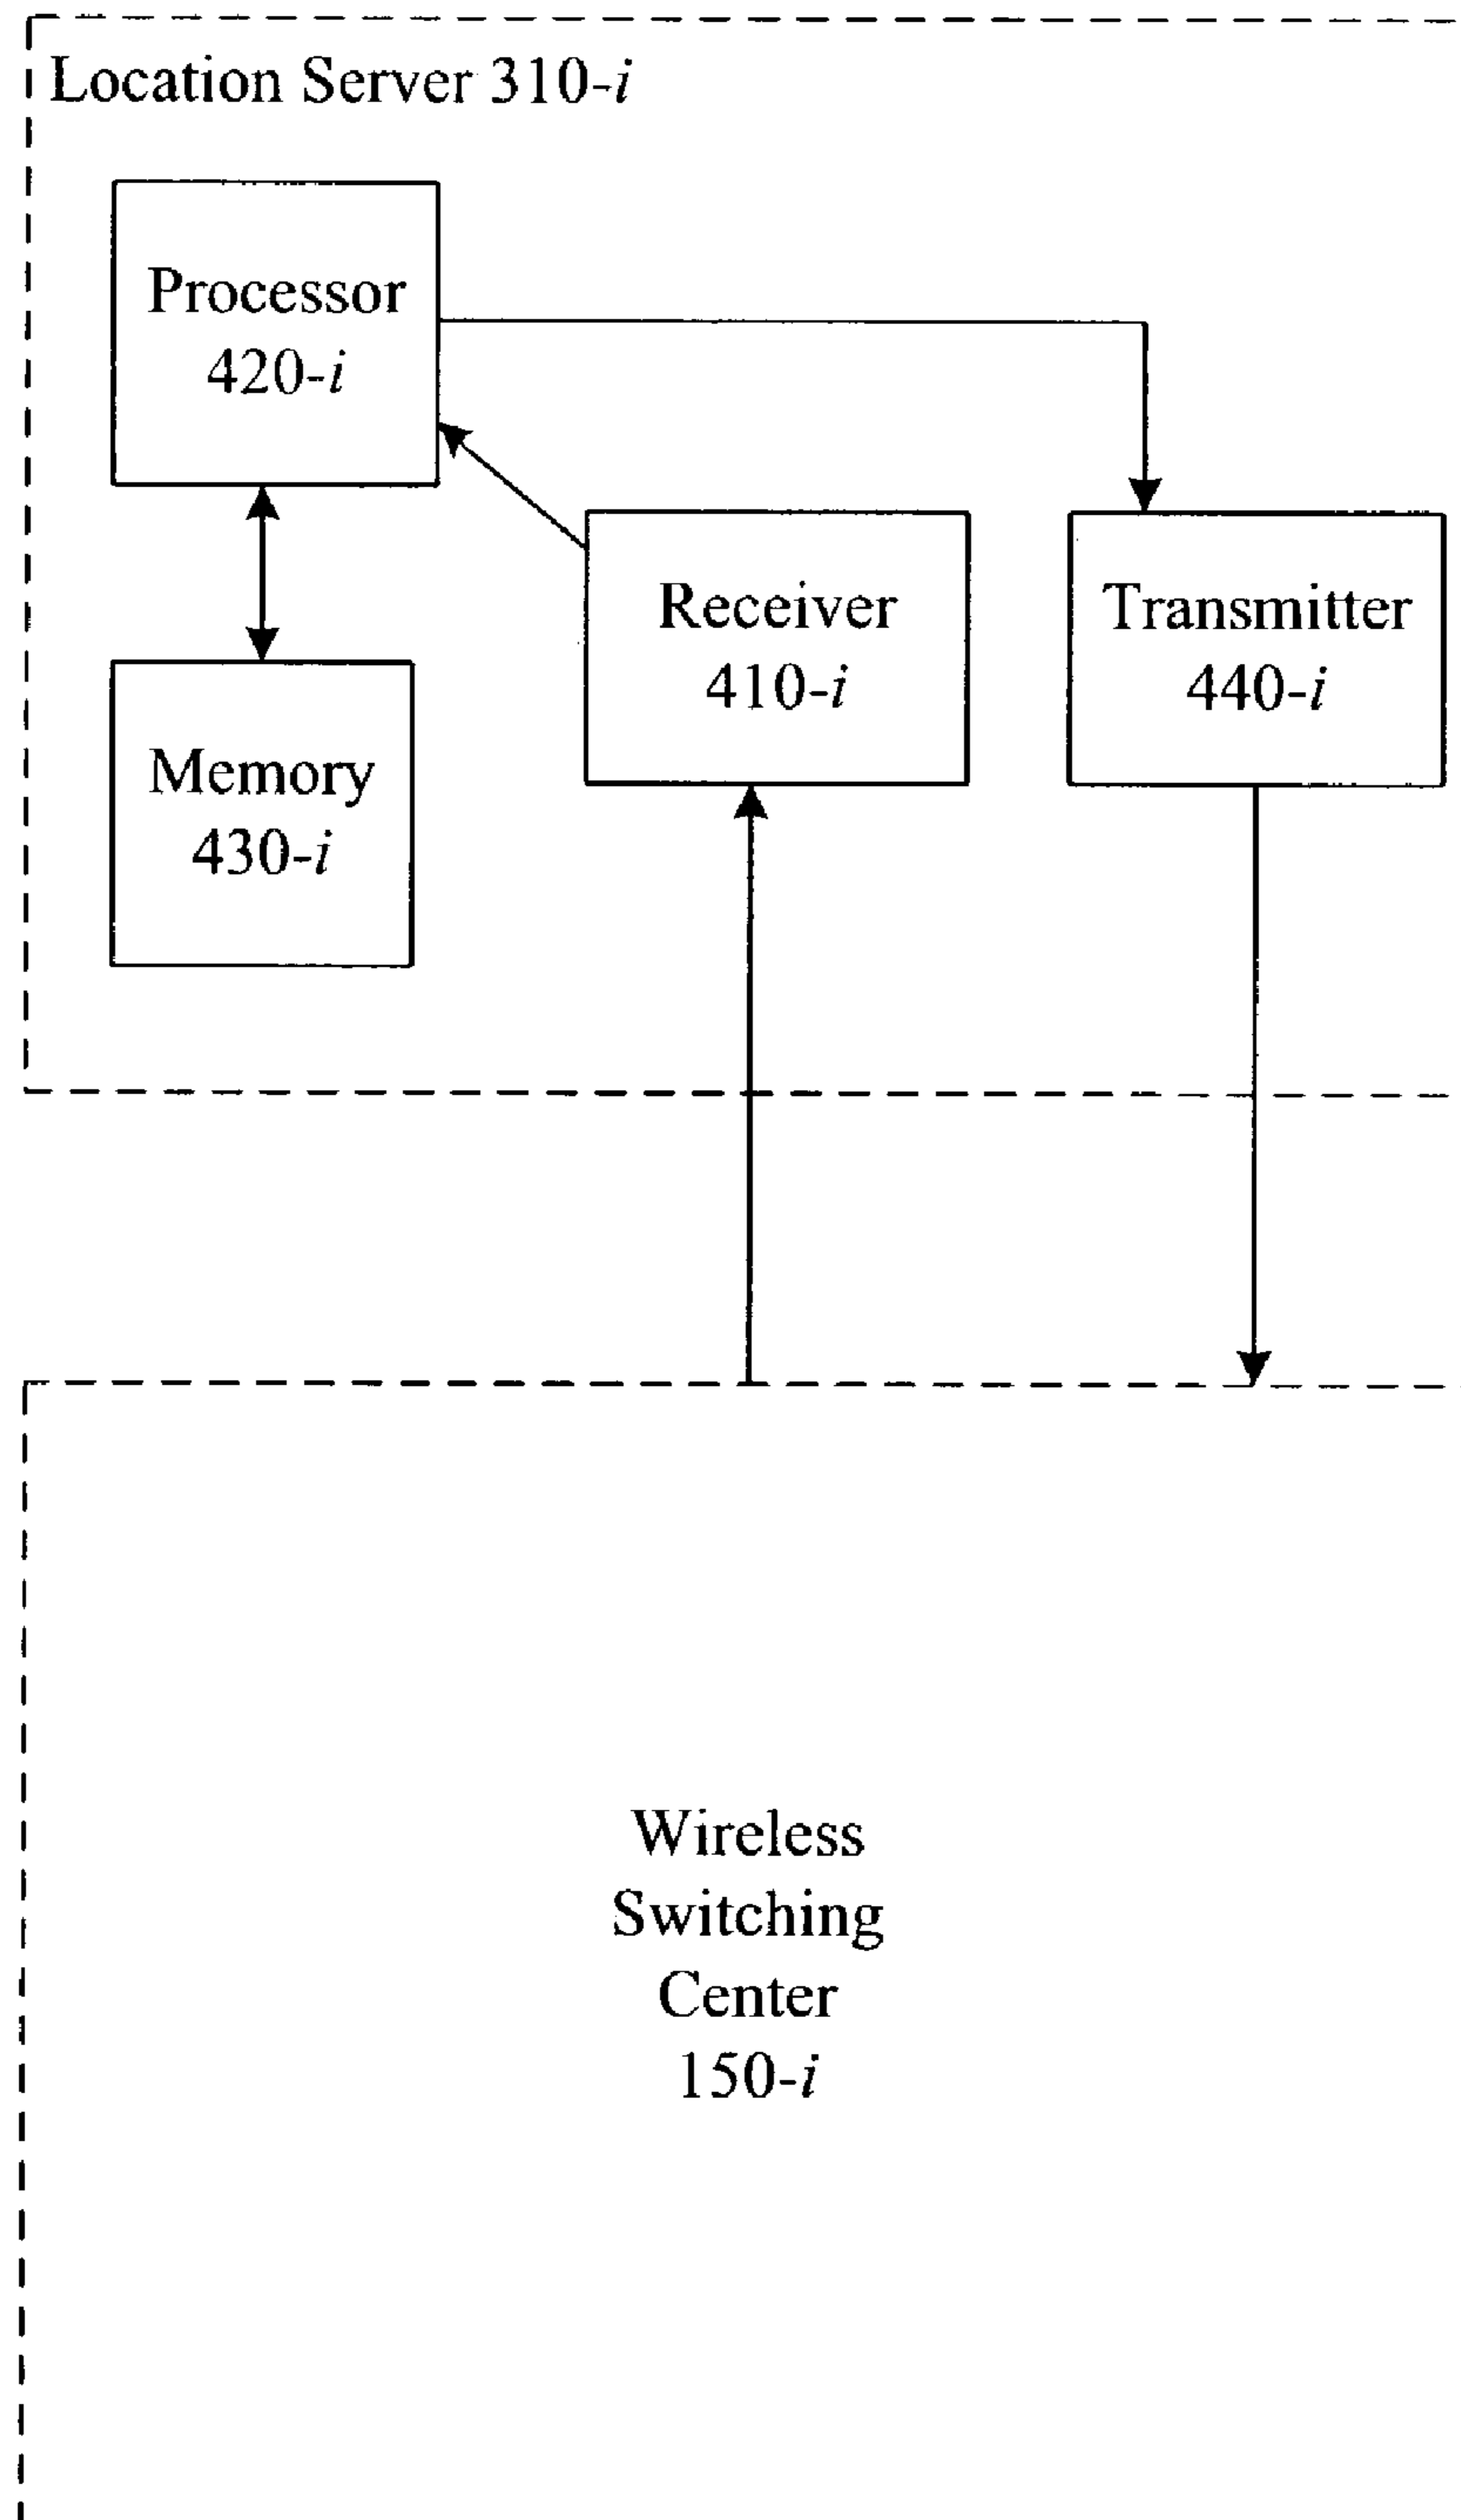 Location Server 310-i
Processor
420-i
Receiver
410-i
Transmitter
440-i
Memory
430-i
Wireless
Switching
Center
150-i